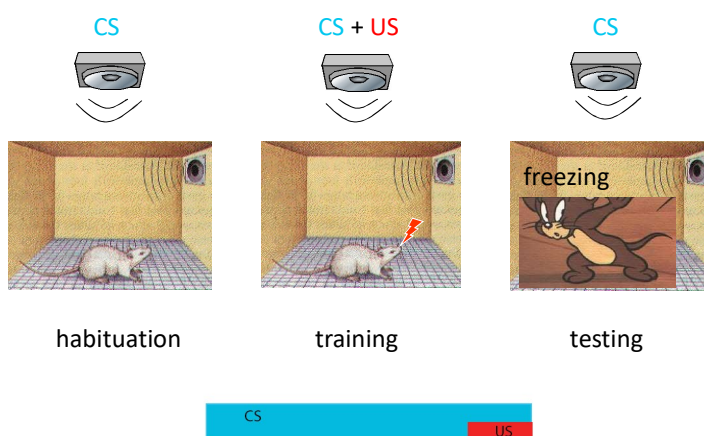 CS
CS + US
CS
freezing
habituation
training
testing
CS
US